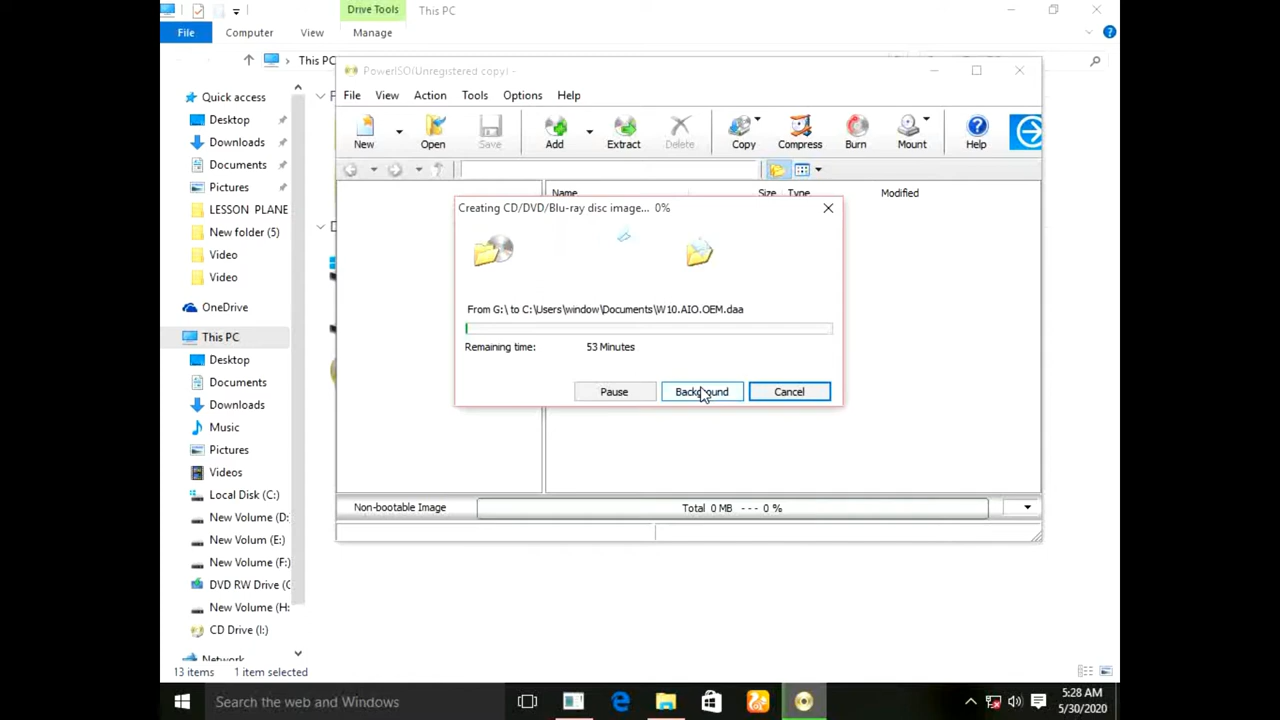 Drive Tools
This PC
File
Computer
View
Manage
This PC
PowerISO(Unregistered copy) -
File
View
Action
Tools
Options
Help
New
Open
Save
Add
Extract
Delete
Copy
Compress
Burn
Mount
Help
Name
Size
Type
Modified
Creating CD/DVD/Blu-ray disc image... 0%
From G:\ to C:\Users\window\Documents\W10.AIO.OEM.daa
Remaining time: 53 Minutes
Pause
Background
Cancel
Non-bootable Image
Total 0 MB --- 0 %
Quick access
Desktop
Downloads
Documents
Pictures
LESSON PLANE
New folder (5)
Video
Video
OneDrive
This PC
Desktop
Documents
Downloads
Music
Pictures
Videos
Local Disk (C:)
New Volume (D:
New Volum (E:)
New Volume (F:)
DVD RW Drive (G
New Volume (H:
CD Drive (I:)
Network
13 items
1 item selected
Search the web and Windows
5:28 AM
5/30/2020